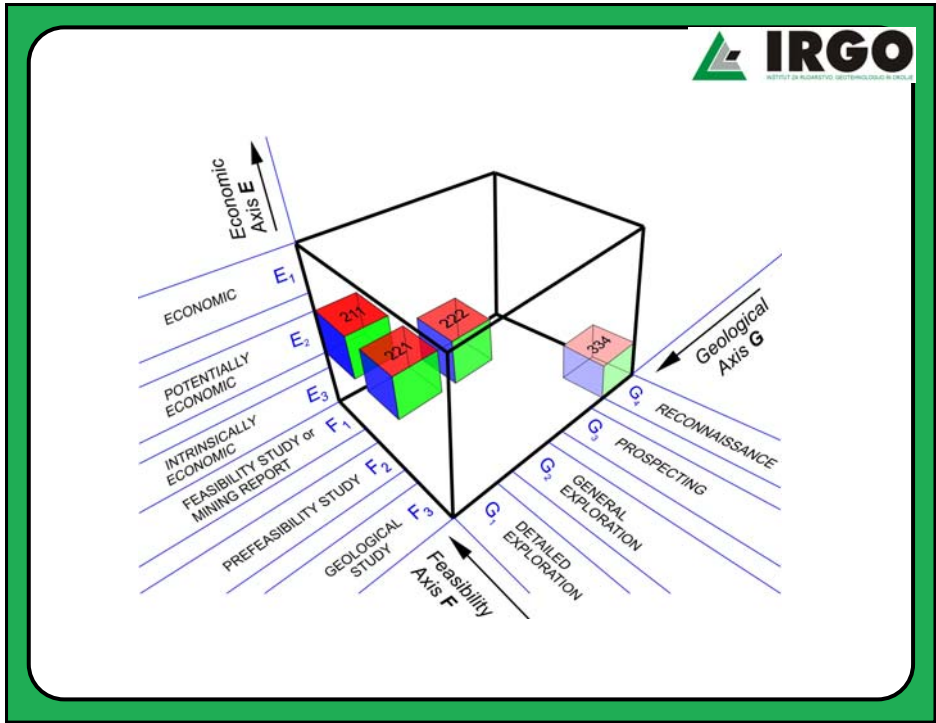 IRGO
INŠTITUT ZA RUDARSTVO, GEOTEHNOLOGIJO IN OKOLJE
Economic
Axis E
E1
ECONOMIC
E2
POTENTIALLY
ECONOMIC
E3
INTRINSICALLY
ECONOMIC
211
221
222
334
Geological
Axis G
F1
FEASIBILITY STUDY or
MINING REPORT
F2
PREFEASIBILITY STUDY
F3
GEOLOGICAL
STUDY
Feasibility
Axis F
G1
DETAILED
EXPLORATION
G2
GENERAL
EXPLORATION
G3
PROSPECTING
G4
RECONNAISSANCE